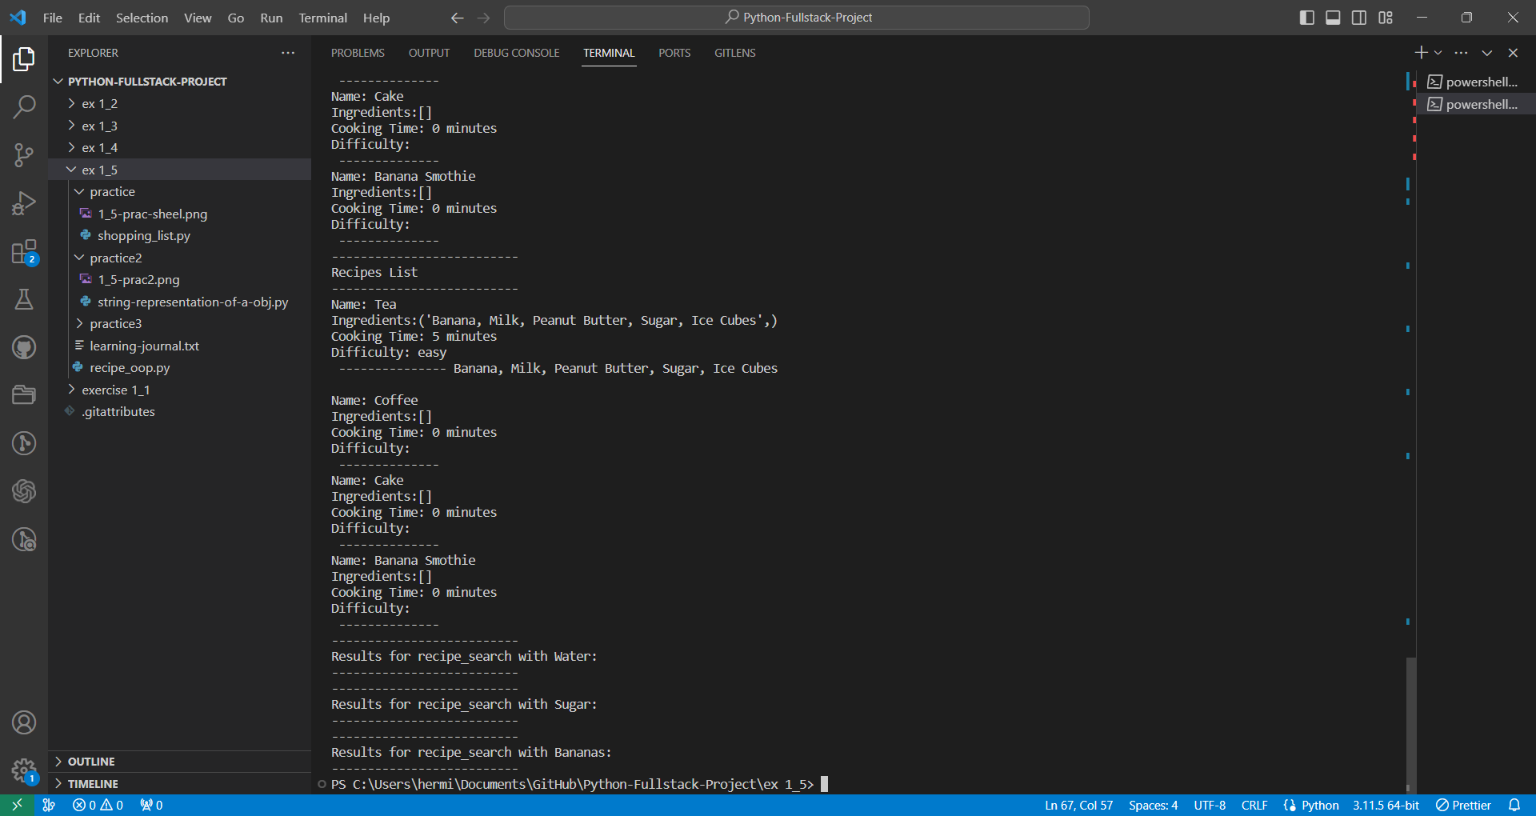 File Edit Selection View Go Run Terminal Help
Python-Fullstack-Project
EXPLORER
PYTHON-FULLSTACK-PROJECT
ex 1_2
ex 1_3
ex 1_4
ex 1_5
practice
1_5-prac-sheel.png
shopping_list.py
practice2
1_5-prac2.png
string-representation-of-a-obj.py
practice3
learning-journal.txt
recipe_oop.py
exercise 1_1
.gitattributes
2
1
OUTLINE
TIMELINE
PROBLEMS OUTPUT DEBUG CONSOLE TERMINAL PORTS GITLENS
--------------
Name: Cake
Ingredients:[]
Cooking Time: 0 minutes
Difficulty:
--------------
Name: Banana Smothie
Ingredients:[]
Cooking Time: 0 minutes
Difficulty:
--------------
--------------------------
Recipes List
--------------------------
Name: Tea
Ingredients:('Banana, Milk, Peanut Butter, Sugar, Ice Cubes',)
Cooking Time: 5 minutes
Difficulty: easy
--------------- Banana, Milk, Peanut Butter, Sugar, Ice Cubes
Name: Coffee
Ingredients:[]
Cooking Time: 0 minutes
Difficulty:
--------------
Name: Cake
Ingredients:[]
Cooking Time: 0 minutes
Difficulty:
--------------
Name: Banana Smothie
Ingredients:[]
Cooking Time: 0 minutes
Difficulty:
--------------
--------------------------
Results for recipe_search with Water:
--------------------------
--------------------------
Results for recipe_search with Sugar:
--------------------------
--------------------------
Results for recipe_search with Bananas:
--------------------------
PS C:\Users\hermi\Documents\GitHub\Python-Fullstack-Project\ex 1_5>
powershell...
powershell...
0 0 0
Ln 67, Col 57 Spaces: 4 UTF-8 CRLF Python 3.11.5 64-bit Prettier